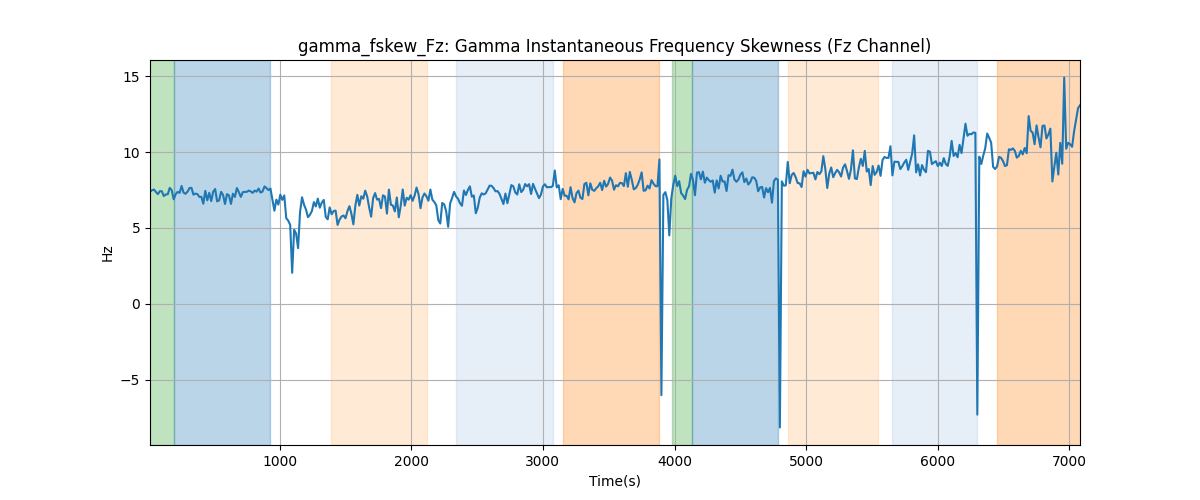 gamma_fskew_Fz: Gamma Instantaneous Frequency Skewness (Fz Channel)
15
10
5
0
−5
Hz
1000 2000 3000 4000 5000 6000 7000
Time(s)